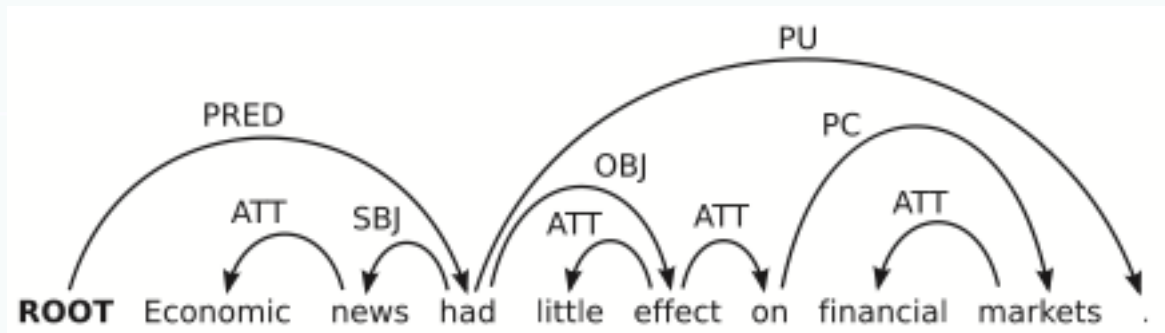 PU
PRED
PC
OBJ
ATT SBJ ATT ATT ATT
ROOT Economic news had little effect on financial markets .